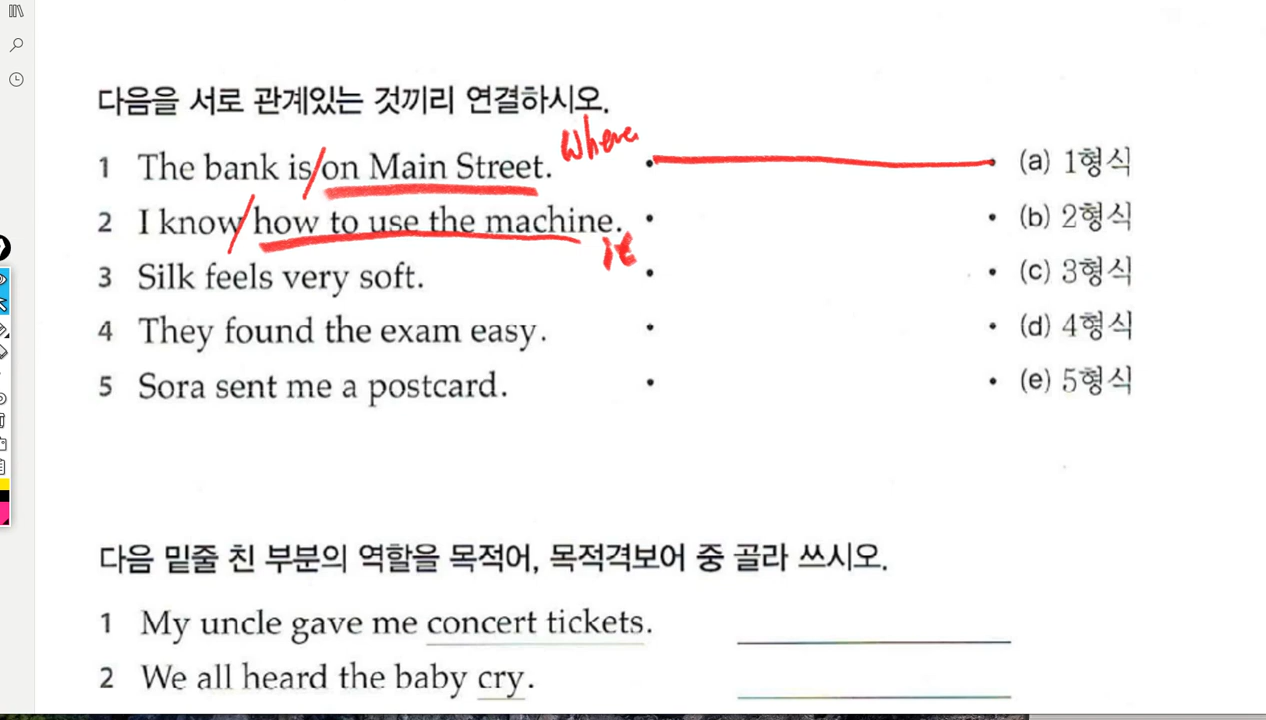 다음을 서로 관계있는 것끼리 연결하시오.
where
1 The bank is/on Main Street. • • (a) 1형식
2 I know/how to use the machine. • • (b) 2형식
it
3 Silk feels very soft. • • (c) 3형식
4 They found the exam easy. • • (d) 4형식
5 Sora sent me a postcard. • • (e) 5형식
다음 밑줄 친 부분의 역할을 목적어, 목적격보어 중 골라 쓰시오.
1 My uncle gave me concert tickets.
2 We all heard the baby cry.